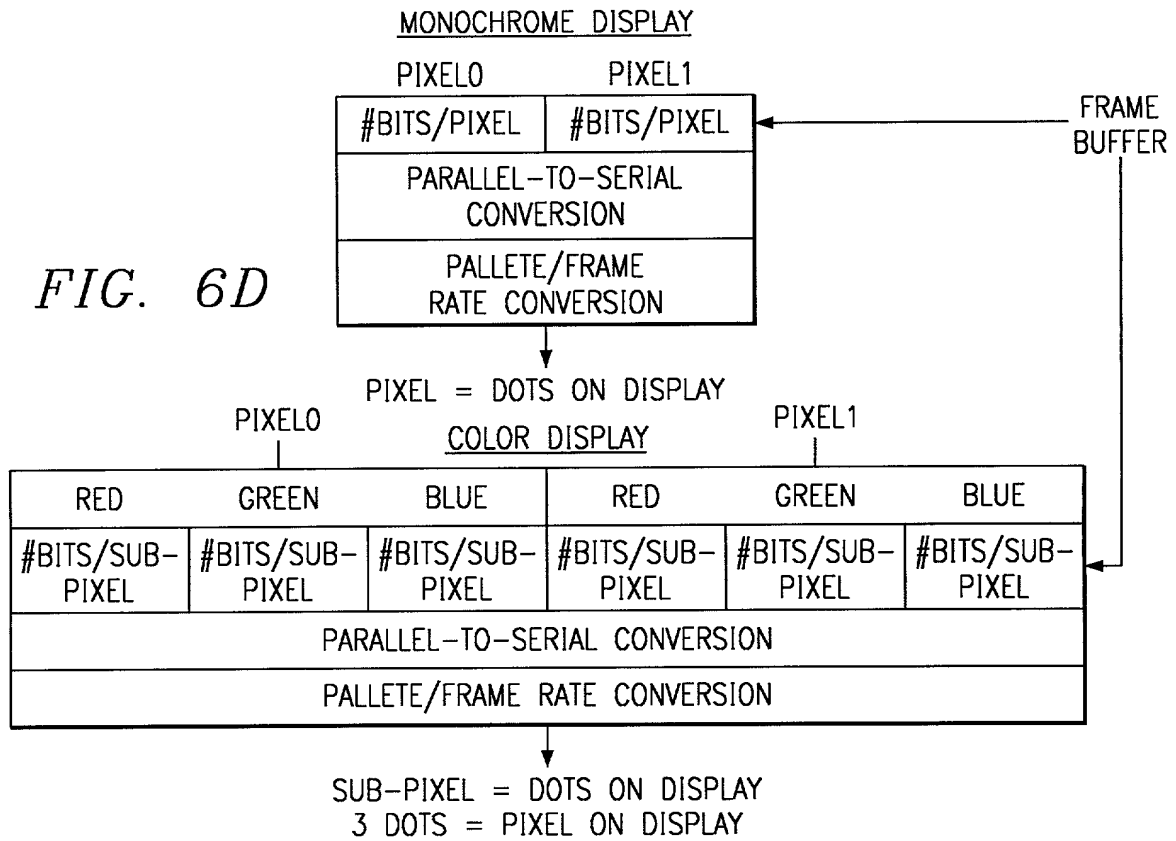 MONOCHROME DISPLAY
PIXEL0 PIXEL1
#BITS/PIXEL #BITS/PIXEL
FRAME
BUFFER
PARALLEL-TO-SERIAL
CONVERSION
PALLETE/FRAME
RATE CONVERSION
FIG. 6D
PIXEL = DOTS ON DISPLAY
PIXEL0 PIXEL1
COLOR DISPLAY
RED GREEN BLUE RED GREEN BLUE
#BITS/SUB- #BITS/SUB- #BITS/SUB- #BITS/SUB- #BITS/SUB- #BITS/SUB-
PIXEL PIXEL PIXEL PIXEL PIXEL PIXEL
PARALLEL-TO-SERIAL CONVERSION
PALLETE/FRAME RATE CONVERSION
SUB-PIXEL = DOTS ON DISPLAY
3 DOTS = PIXEL ON DISPLAY